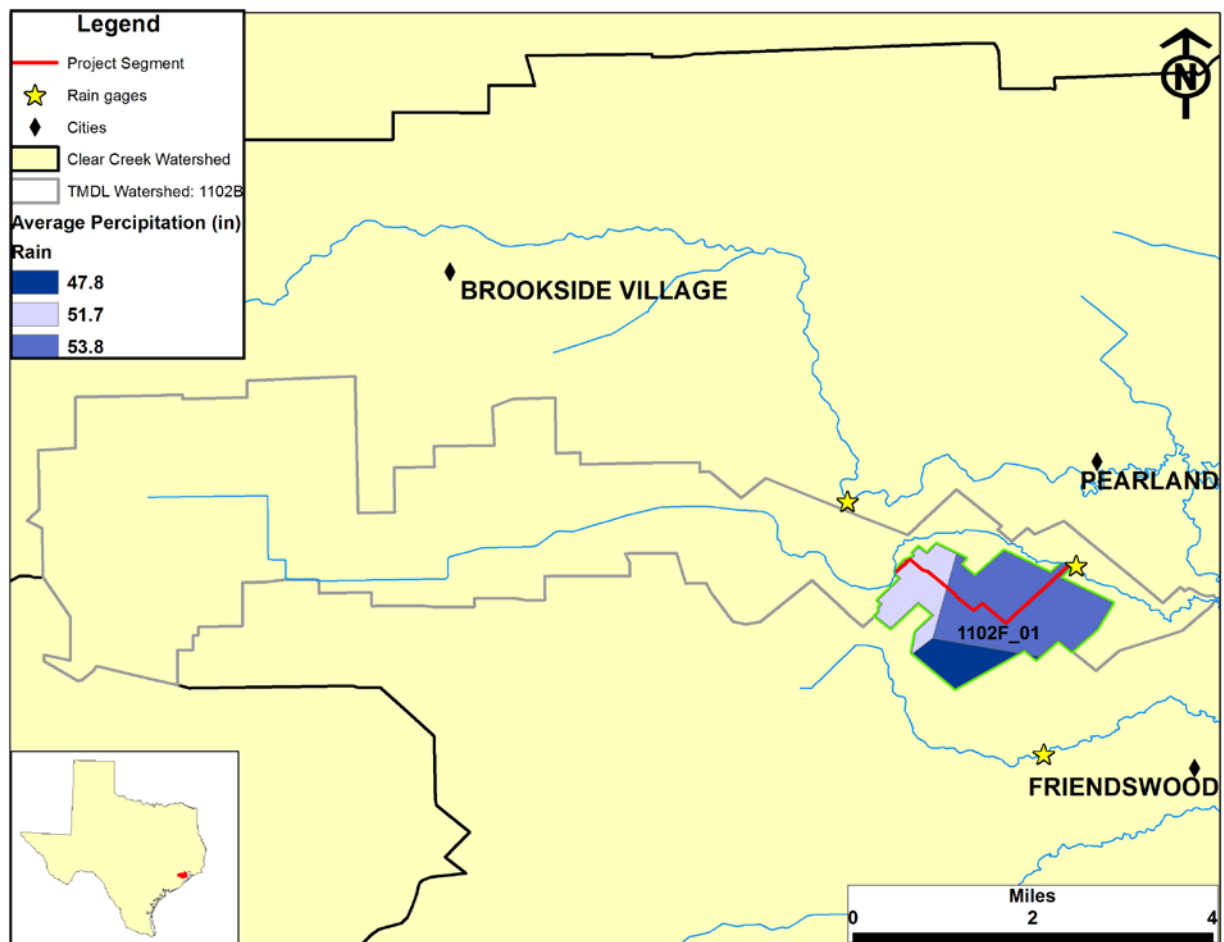 Legend
Project Segment
Rain gages
Cities
Clear Creek Watershed
TMDL Watershed: 1102B
Average Percipitation (in)
Rain
47.8
51.7
53.8
N
BROOKSIDE VILLAGE
PEARLAND
1102F_01
FRIENDSWOOD
Miles
0 2 4